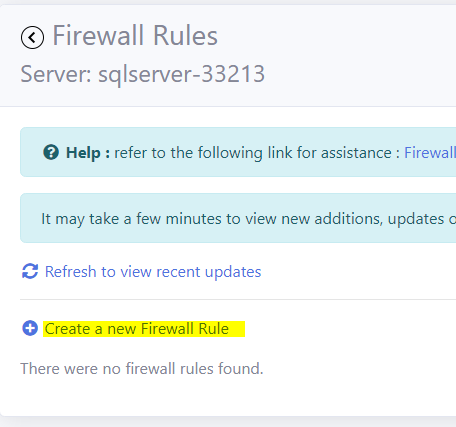 Firewall Rules
Server: sqlserver-33213
Help : refer to the following link for assistance : Firewall
It may take a few minutes to view new additions, updates o
Refresh to view recent updates
Create a new Firewall Rule
There were no firewall rules found.